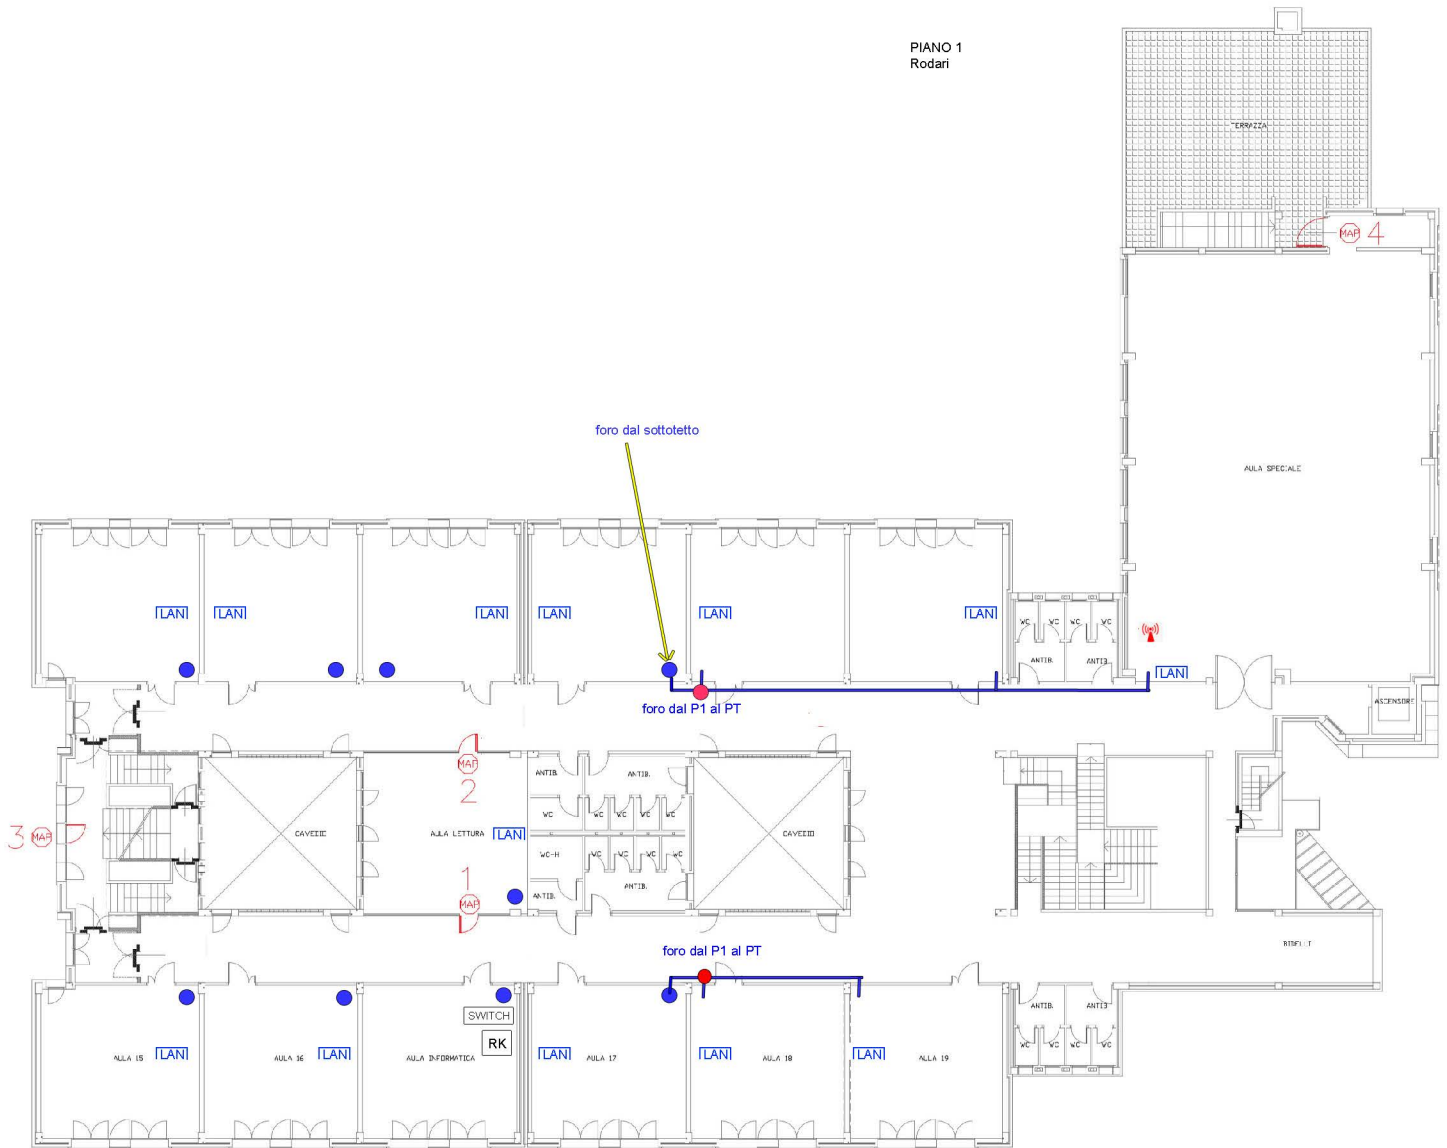 PIANO 1
Rodari
TERRAZZA
MAP 4
foro dal sottotetto
AULA SPECIALE
LAN
LAN
LAN
LAN
LAN
LAN
WC
WC
WC
WC
ANTIB.
ANTIB
LAN
ASCENSORE
foro dal P1 al PT
MAP
2
ANTIB.
ANTIB.
WC
WC
WC
WC
WC
3 MAP
CAVEDIO
AULA LETTURA
LAN
CAVEDIO
WC-H
WC
WC
WC
WC
1
MAP
ANTIB.
ANTIB.
foro dal P1 al PT
BIDELLI
SWITCH
RK
ANTIB.
ANTIB
WC
WC
WC
WC
AULA 15
LAN
AULA 16
LAN
AULA INFORMATICA
LAN
AULA 17
LAN
AULA 18
LAN
AULA 19